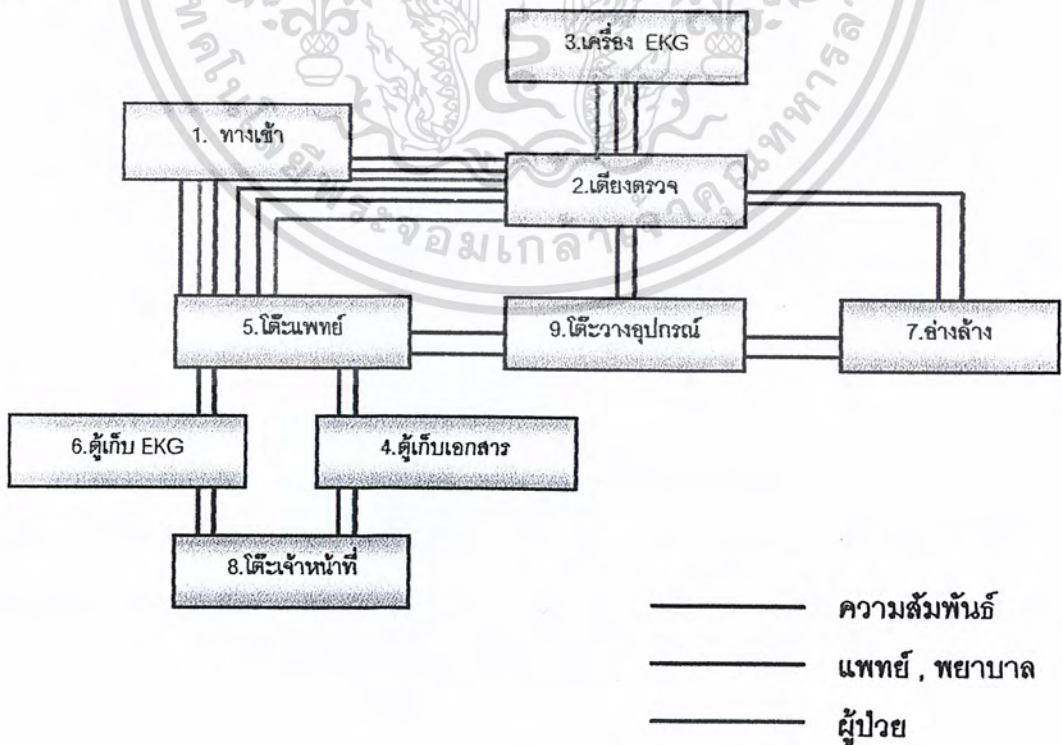 3.เครื่อง EKG
1. ทางเข้า
2.เตียงตรวจ
5.โต๊ะแพทย์
9.โต๊ะวางอุปกรณ์
7.อ่างล้าง
6.ตู้เก็บ EKG
4.ตู้เก็บเอกสาร
8.โต๊ะเจ้าหน้าที่
ความสัมพันธ์
แพทย์ , พยาบาล
ผู้ป่วย